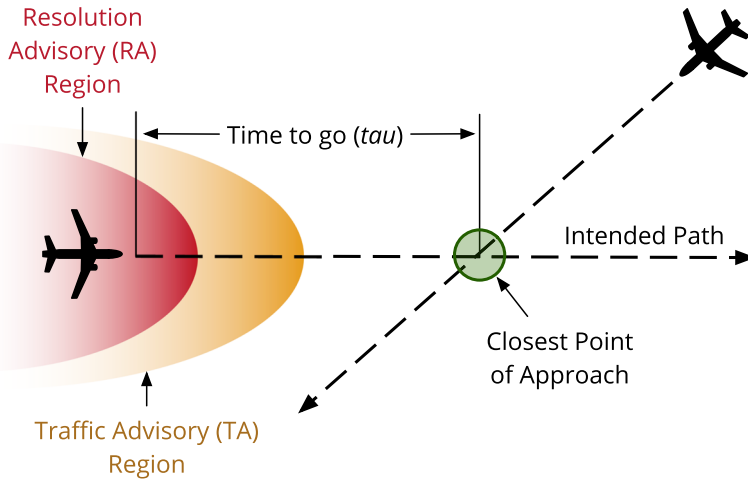 Resolution
Advisory (RA)
Region
Time to go (tau)
Intended Path
Closest Point
of Approach
Traffic Advisory (TA)
Region